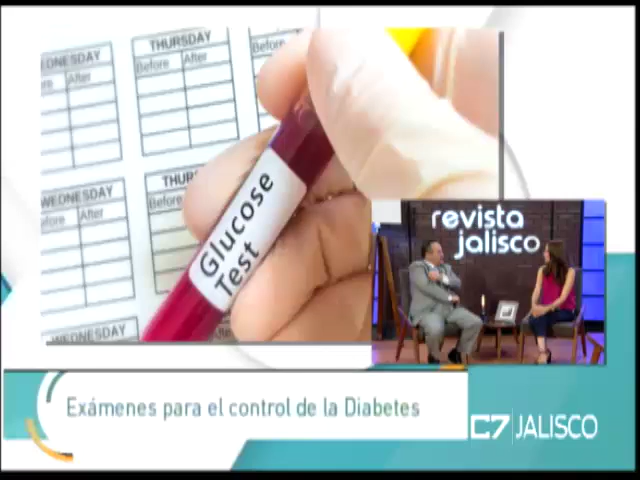 THURSDAY
Before After
EDNESDAY
After
Before
WEDNESDAY
After
THUR
Before
WEDNESDAY
Glucose
Test
revista
jalisco
Exámenes para el control de la Diabetes
C7 JALISCO